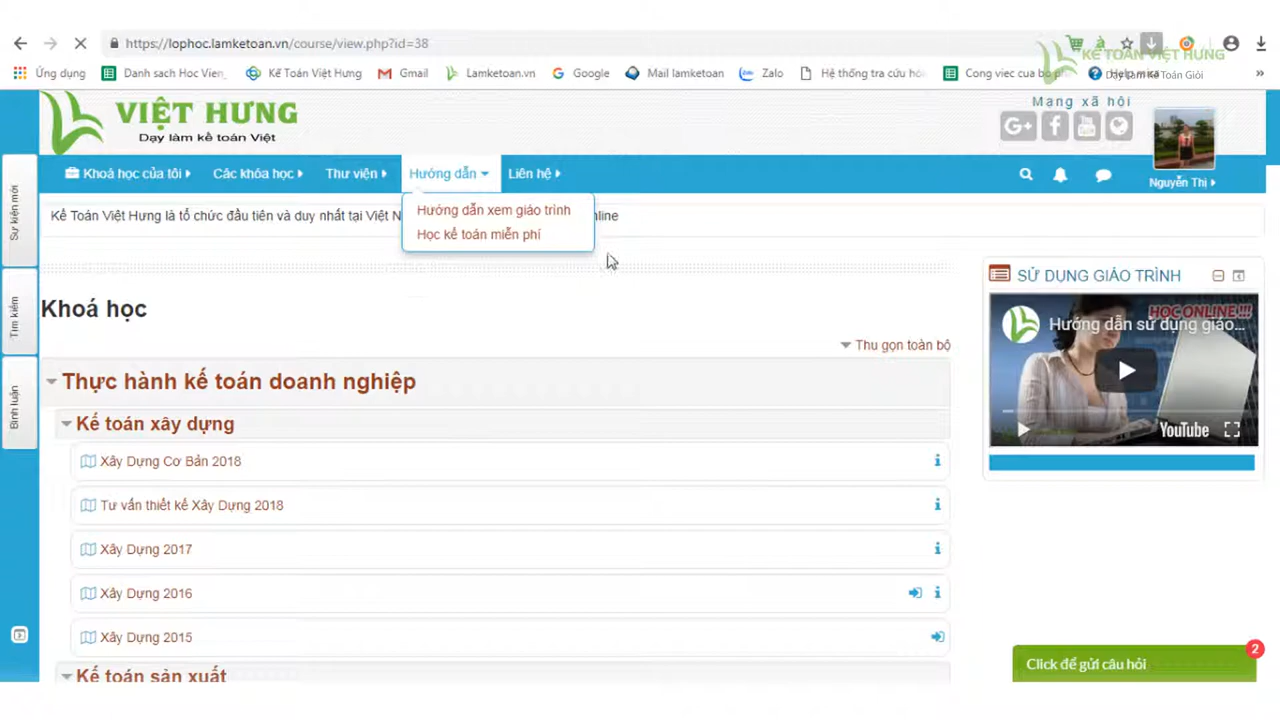 https://lophoc.lamketoan.vn/course/view.php?id=38
KẾ TOÁN VIỆT HƯNG
Dạy Làm Kế Toán Giỏi
Ứng dụng
Danh sach Hoc Vien
Kế Toán Việt Hưng
Gmail
Lamketoan.vn
Google
Mail lamketoan
Zalo
Hệ thống tra cứu hó
Cong viec cua bo
»
VIỆT HƯNG
Dạy làm kế toán Việt
Mạng xã hội
Khoá học của tôi
Các khóa học
Thư viện
Hướng dẫn
Liên hệ
Nguyễn Thị
Hướng dẫn xem giáo trình
Học kế toán miễn phí
Kế Toán Việt Hưng là tổ chức đầu tiên và duy nhất tại Việt N
nline
Sự kiện mới
Tìm kiếm
Bình luận
Khoá học
Thu gọn toàn bộ
Thực hành kế toán doanh nghiệp
Kế toán xây dựng
Xây Dựng Cơ Bản 2018
Tư vấn thiết kế Xây Dựng 2018
Xây Dựng 2017
Xây Dựng 2016
Xây Dựng 2015
Kế toán sản xuất
SỬ DỤNG GIÁO TRÌNH
HỌC ONLINE!!!
Hướng dẫn sử dụng giáo...
YouTube
Click để gửi câu hỏi
2